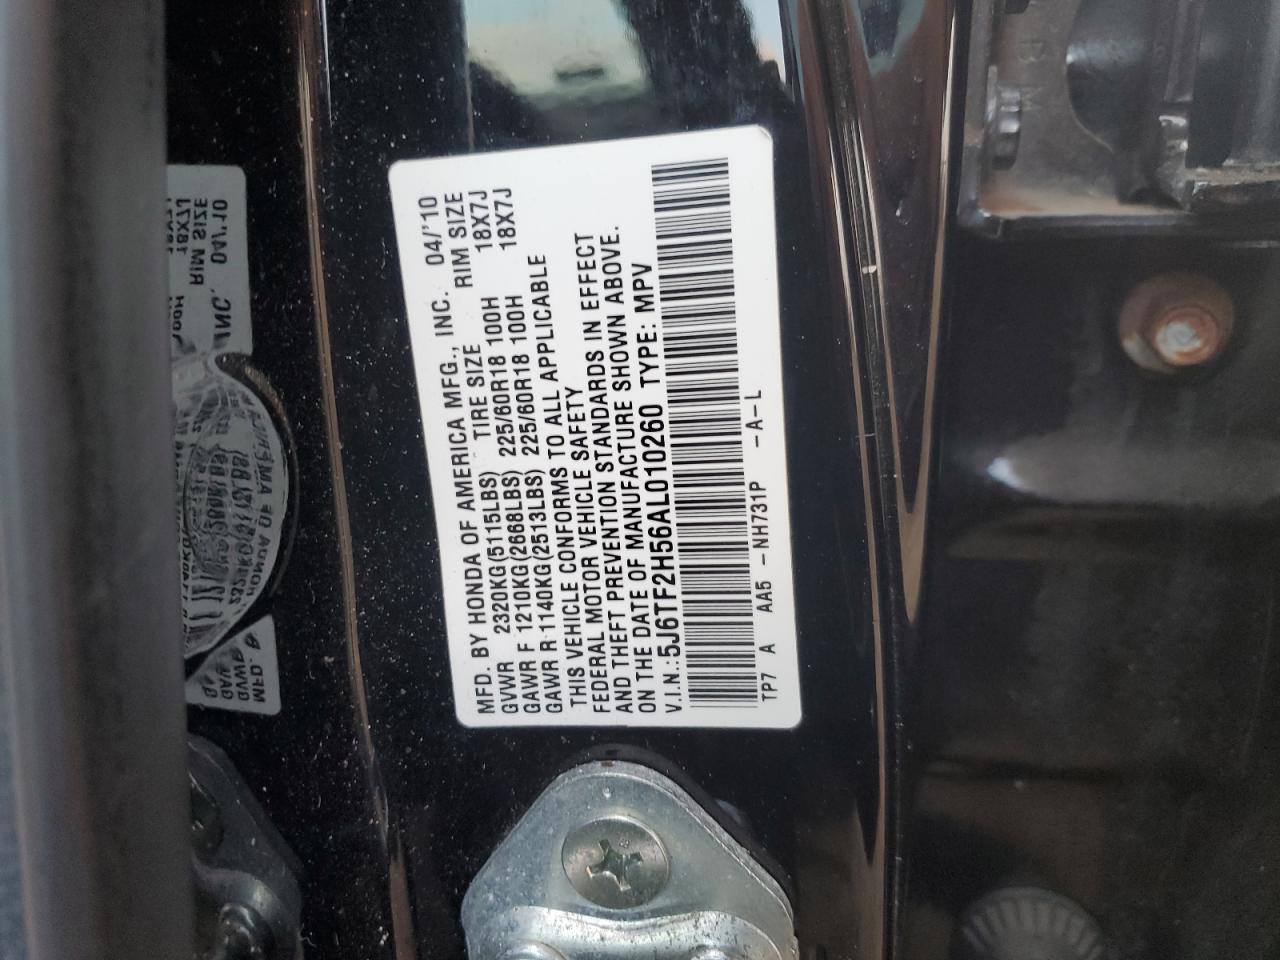 MFD. BY HONDA OF AMERICA MFG., INC. 04/'10
GVWR 2320KG(5115LBS) TIRE SIZE RIM SIZE
GAWR F 1210KG(2668LBS) 225/60R18 100H 18X7J
GAWR R 1140KG(2513LBS) 225/60R18 100H 18X7J
THIS VEHICLE CONFORMS TO ALL APPLICABLE
FEDERAL MOTOR VEHICLE SAFETY
AND THEFT PREVENTION STANDARDS IN EFFECT
ON THE DATE OF MANUFACTURE SHOWN ABOVE.
V.I.N.:5J6TF2H56AL010260 TYPE: MPV
TP7 A AA5 -NH731P -A-L